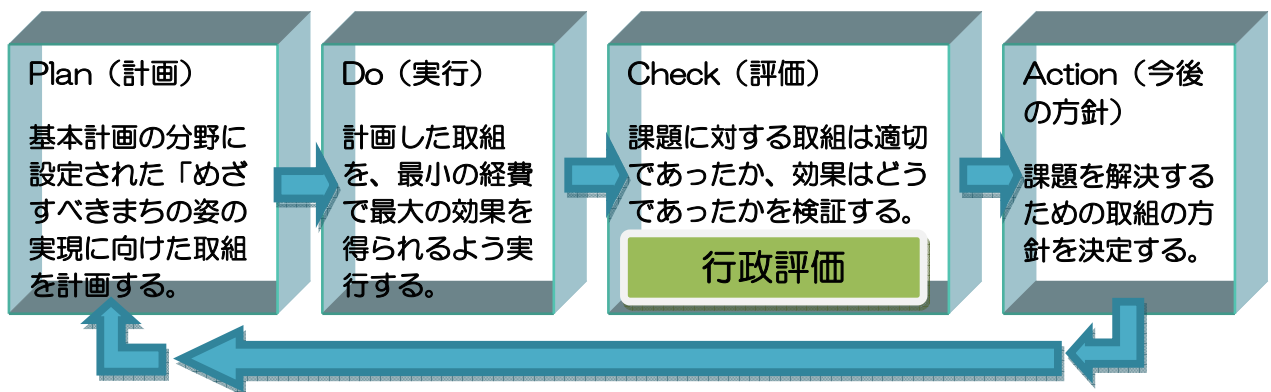 Plan（計画）
基本計画の分野に
設定された「めざ
すべきまちの姿の
実現に向けた取組
を計画する。
Do（実行）
計画した取組
を、最小の経費
で最大の効果を
得られるよう実
行する。
Check（評価）
課題に対する取組は適切
であったか、効果はどう
であったかを検証する。
行政評価
Action（今後
の方針）
課題を解決する
ための取組の方
針を決定する。